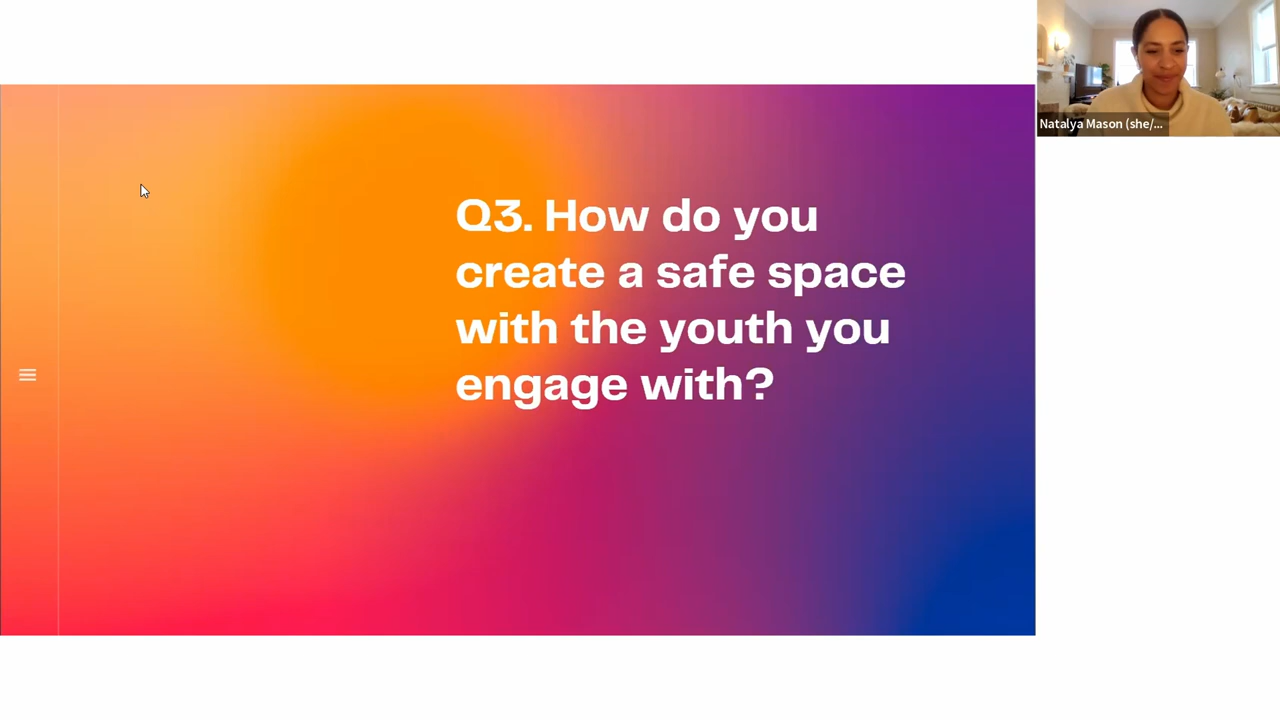 Q3. How do you
create a safe space
with the youth you
engage with?
Natalya Mason (she/...